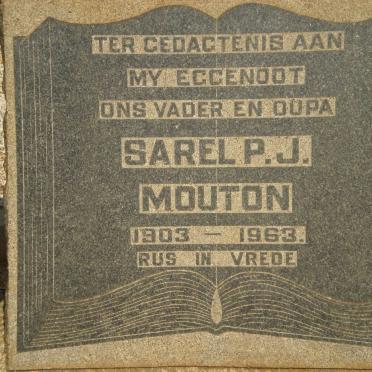 TER GEDAGTENIS AAN
MY EGGENOOT
ONS VADER EN OUPA
SAREL P.J.
MOUTON
1903 — 1963.
RUS IN VREDE